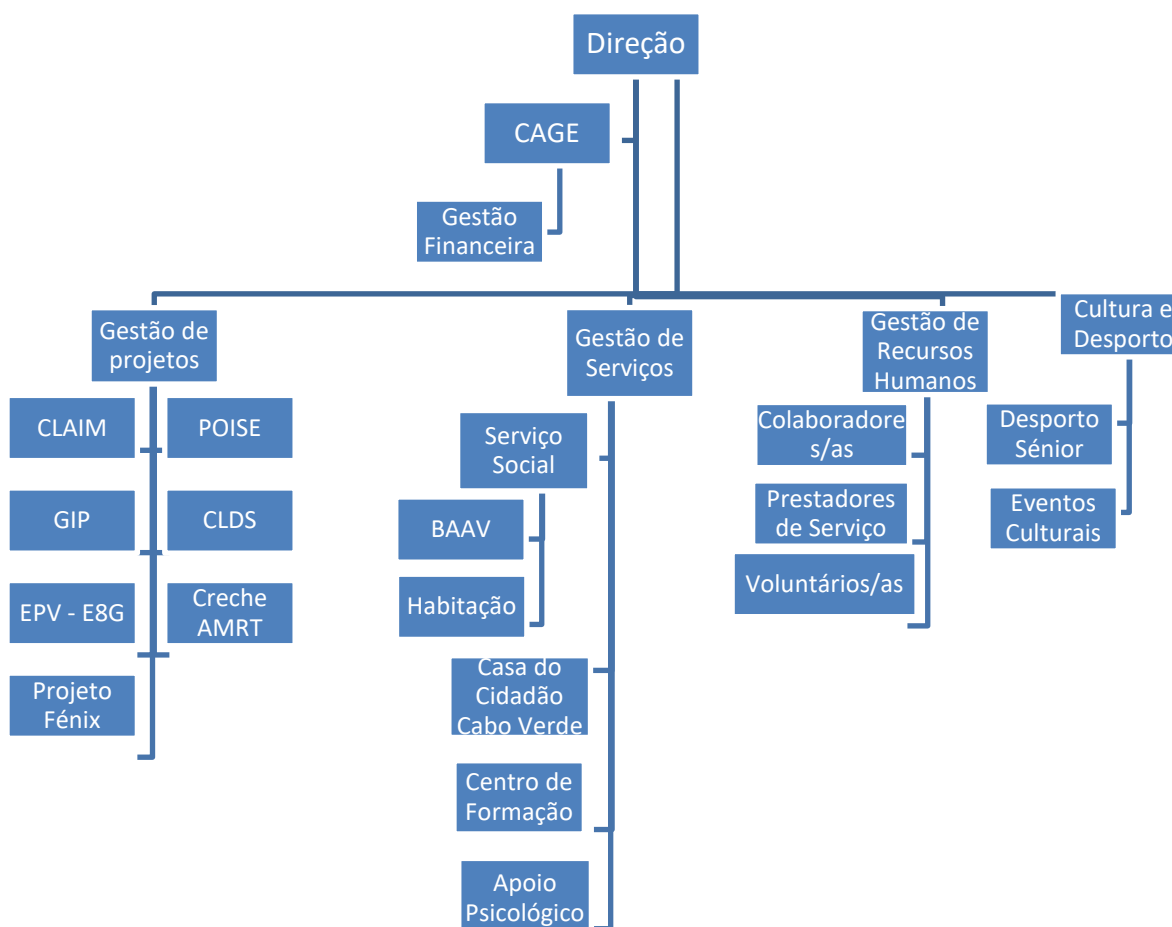 Direção
CAGE
Gestão
Financeira
Gestão de
projetos
Gestão de
Serviços
Gestão de
Recursos
Humanos
Cultura e
Desporto
CLAIM
POISE
GIP
CLDS
EPV - E8G
Creche
AMRT
Projeto
Fénix
Serviço
Social
BAAV
Habitação
Casa do
Cidadão
Cabo Verde
Centro de
Formação
Apoio
Psicológico
Colaboradore
s/as
Prestadores
de Serviço
Voluntários/as
Desporto
Sénior
Eventos
Culturais